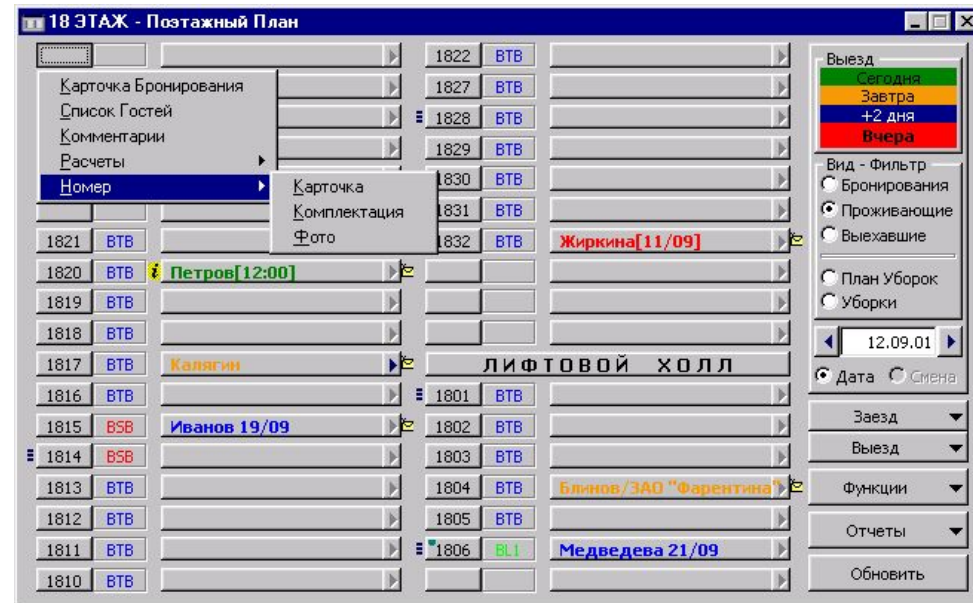 18 ЭТАЖ - Поэтажный План
Карточка Бронирования
Список Гостей
Комментарии
Расчеты
Номер
Карточка
Комплектация
Фото
1821 BTB
1820 BTB i Петров[12:00]
1819 BTB
1818 BTB
1817 BTB Калягин
1816 BTB
1815 BSB Иванов 19/09
1814 BSB
1813 BTB
1812 BTB
1811 BTB
1810 BTB
1822 BTB
1827 BTB
1828 BTB
1829 BTB
1830 BTB
1831 BTB
1832 BTB Жиркина[11/09]
ЛИФТОВОЙ ХОЛЛ
1801 BTB
1802 BTB
1803 BTB
1804 BTB Блинов/ЗАО "Фарентина"
1805 BTB
1806 BL1 Медведева 21/09
Выезд
Сегодня
Завтра
+2 дня
Вчера
Вид - Фильтр
Бронирования
Проживающие
Выехавшие
План Уборок
Уборки
12.09.01
Дата Смена
Заезд
Выезд
Функции
Отчеты
Обновить